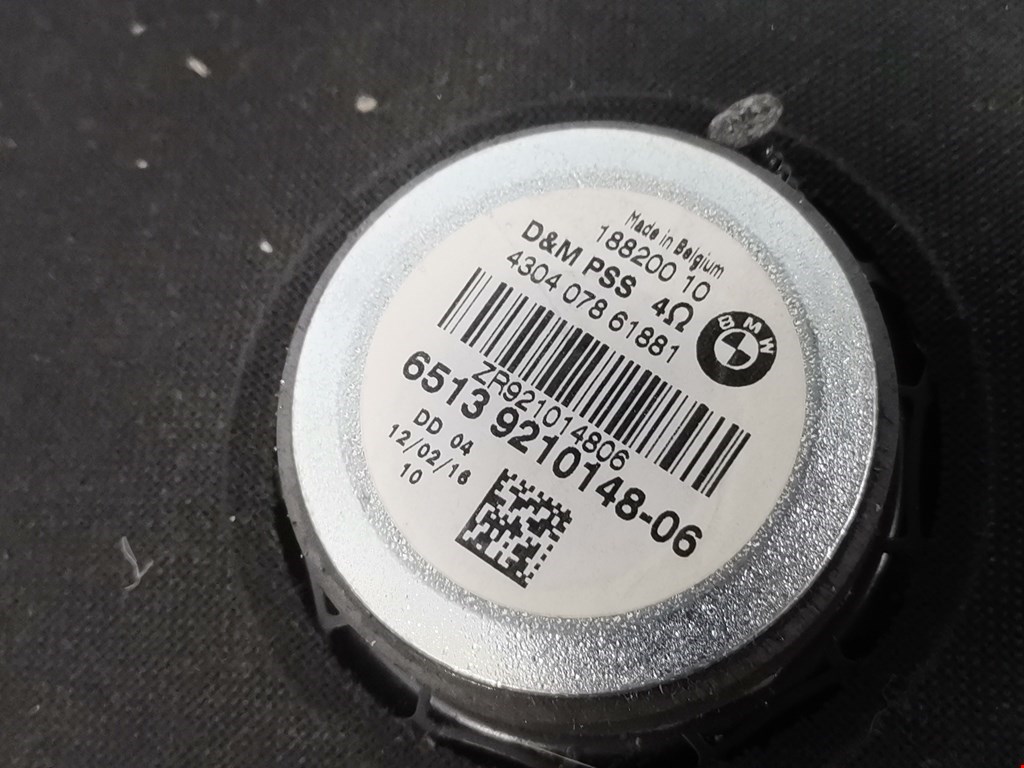 Made in Belgium
188200 10
D&M PSS 4Ω
4304 078 61881
BMW
ZR921014806
6513 9210148-06
DD 04
12/02/16
10